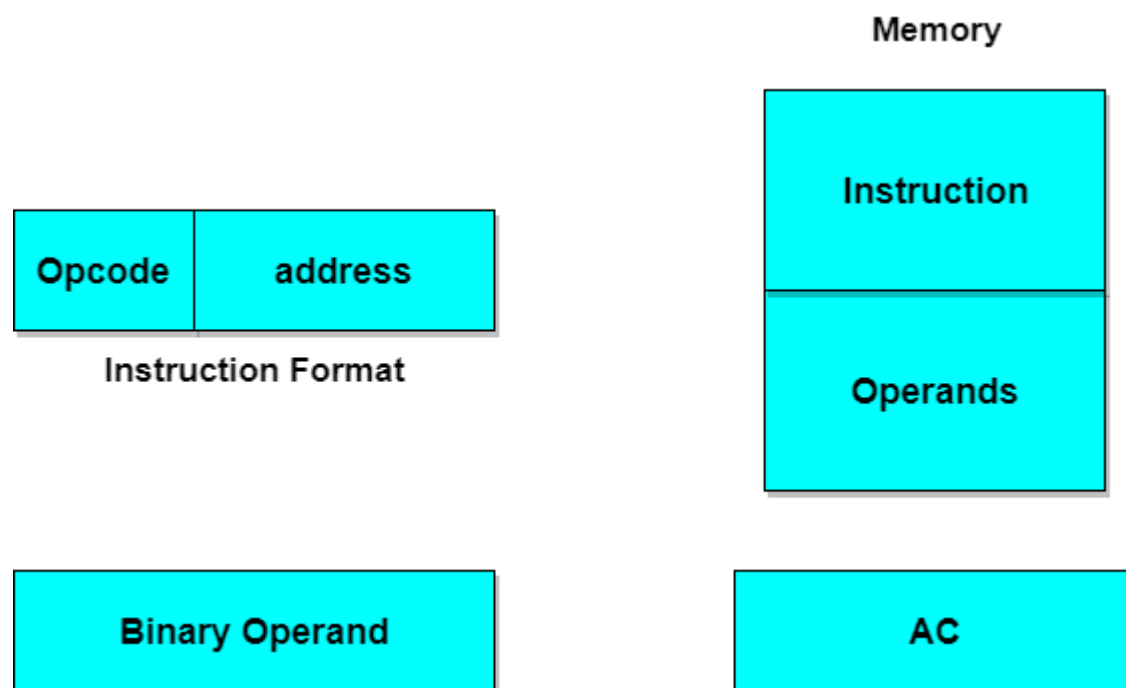 Memory
Instruction
Opcode
address
Instruction Format
Operands
Binary Operand
AC